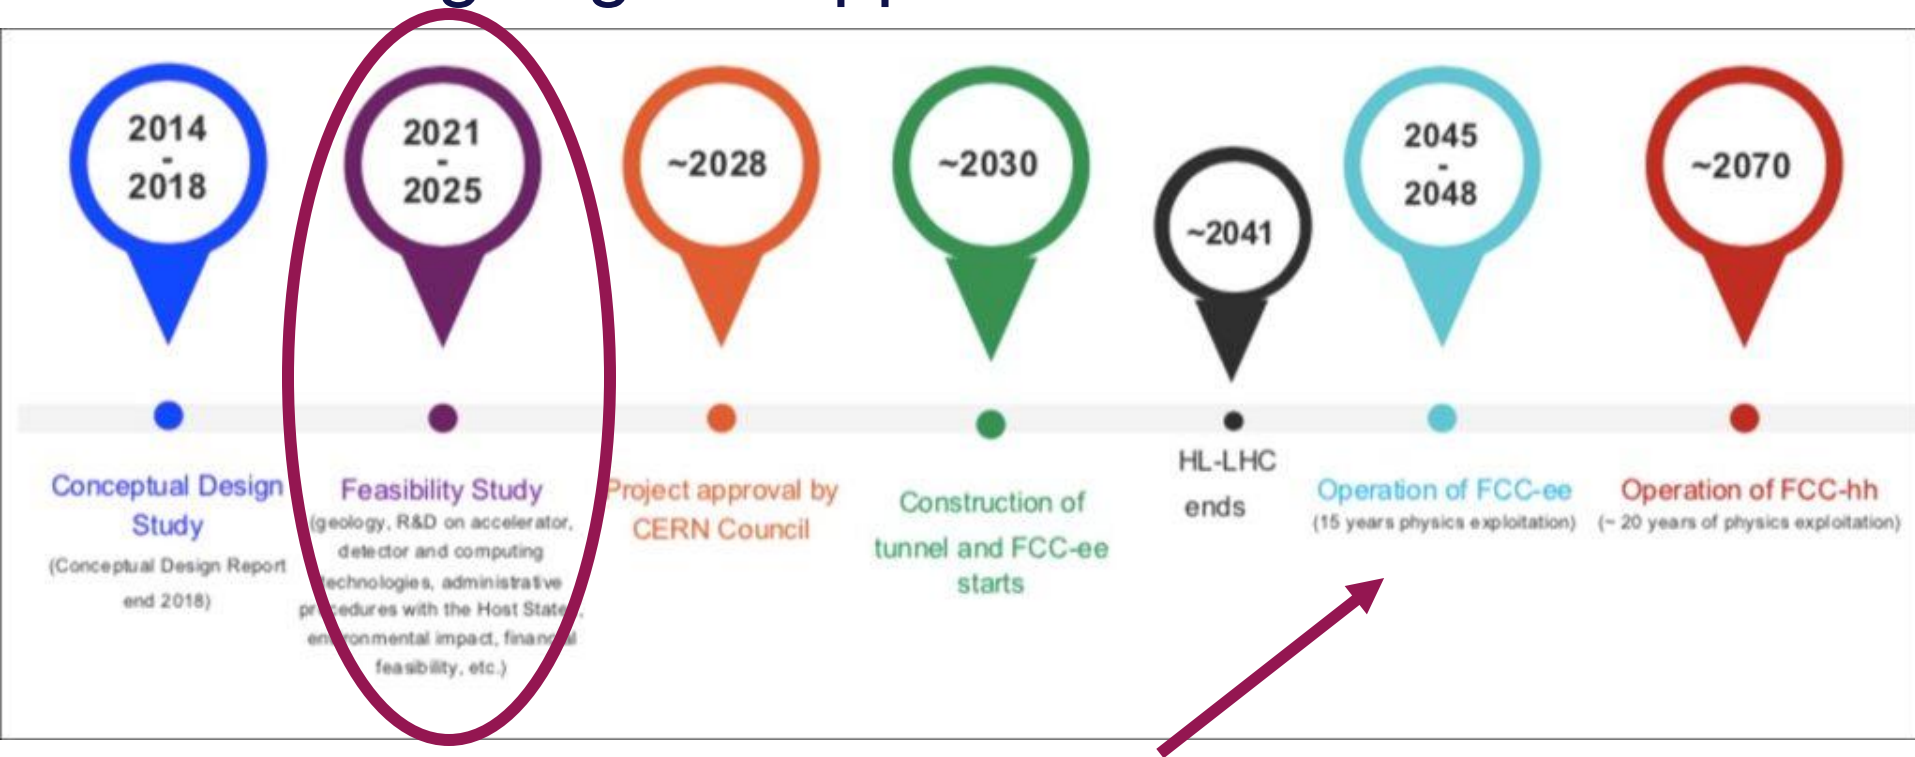 2014
-
2018
2021
-
2025
~2028
~2030
~2041
2045
-
2048
~2070
Conceptual Design
Study
(Conceptual Design Report
end 2018)
Feasibility Study
(geology, R&D on accelerator,
detector and computing
technologies, administrative
procedures with the Host States,
environmental impact, financial
feasibility, etc.)
Project approval by
CERN Council
Construction of
tunnel and FCC-ee
starts
HL-LHC
ends
Operation of FCC-ee
(15 years physics exploitation)
Operation of FCC-hh
(~ 20 years of physics exploitation)